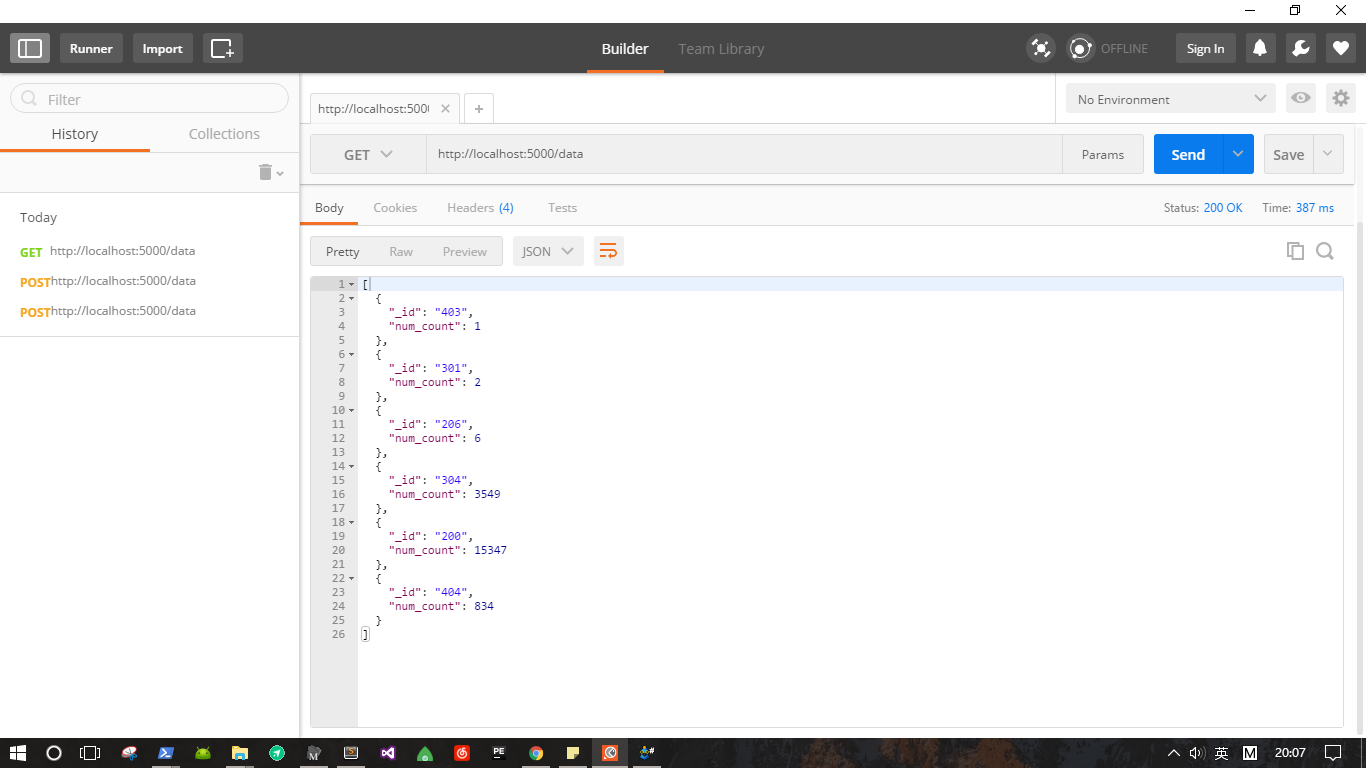 Runner Import Builder Team Library OFFLINE Sign In
Filter
http://localhost:500
No Environment
History Collections
GET http://localhost:5000/data Params Send Save
Body Cookies Headers (4) Tests Status: 200 OK Time: 387 ms
Today
Pretty Raw Preview JSON
GET http://localhost:5000/data
POST http://localhost:5000/data
POST http://localhost:5000/data
1 [
2 {
3 "_id": "403",
4 "num_count": 1
5 },
6 {
7 "_id": "301",
8 "num_count": 2
9 },
10 {
11 "_id": "206",
12 "num_count": 6
13 },
14 {
15 "_id": "304",
16 "num_count": 3549
17 },
18 {
19 "_id": "200",
20 "num_count": 15347
21 },
22 {
23 "_id": "404",
24 "num_count": 834
25 }
26 ]
PE 英 M 20:07